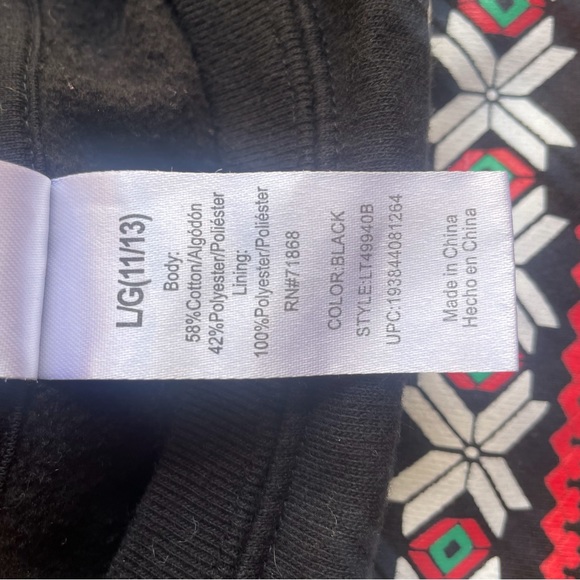 L/G(11/13)
Body:
58%Cotton/Algódón
42%Polyester/Poliéster
Lining:
100%Polyester/Poliéster
RN#71868
COLOR:BLACK
STYLE:LT49940B
UPC:193844081264
Made in China
Hecho en China